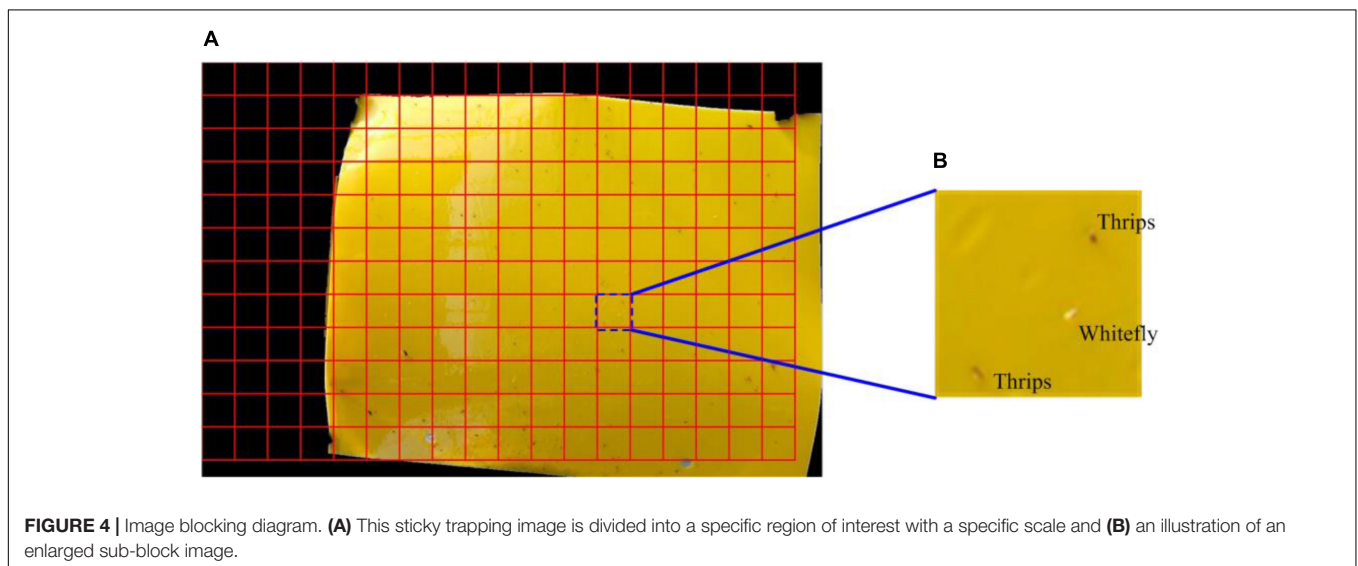 A
B
Thrips
Whitefly
Thrips
FIGURE 4 | Image blocking diagram. (A) This sticky trapping image is divided into a specific region of interest with a specific scale and (B) an illustration of an
enlarged sub-block image.